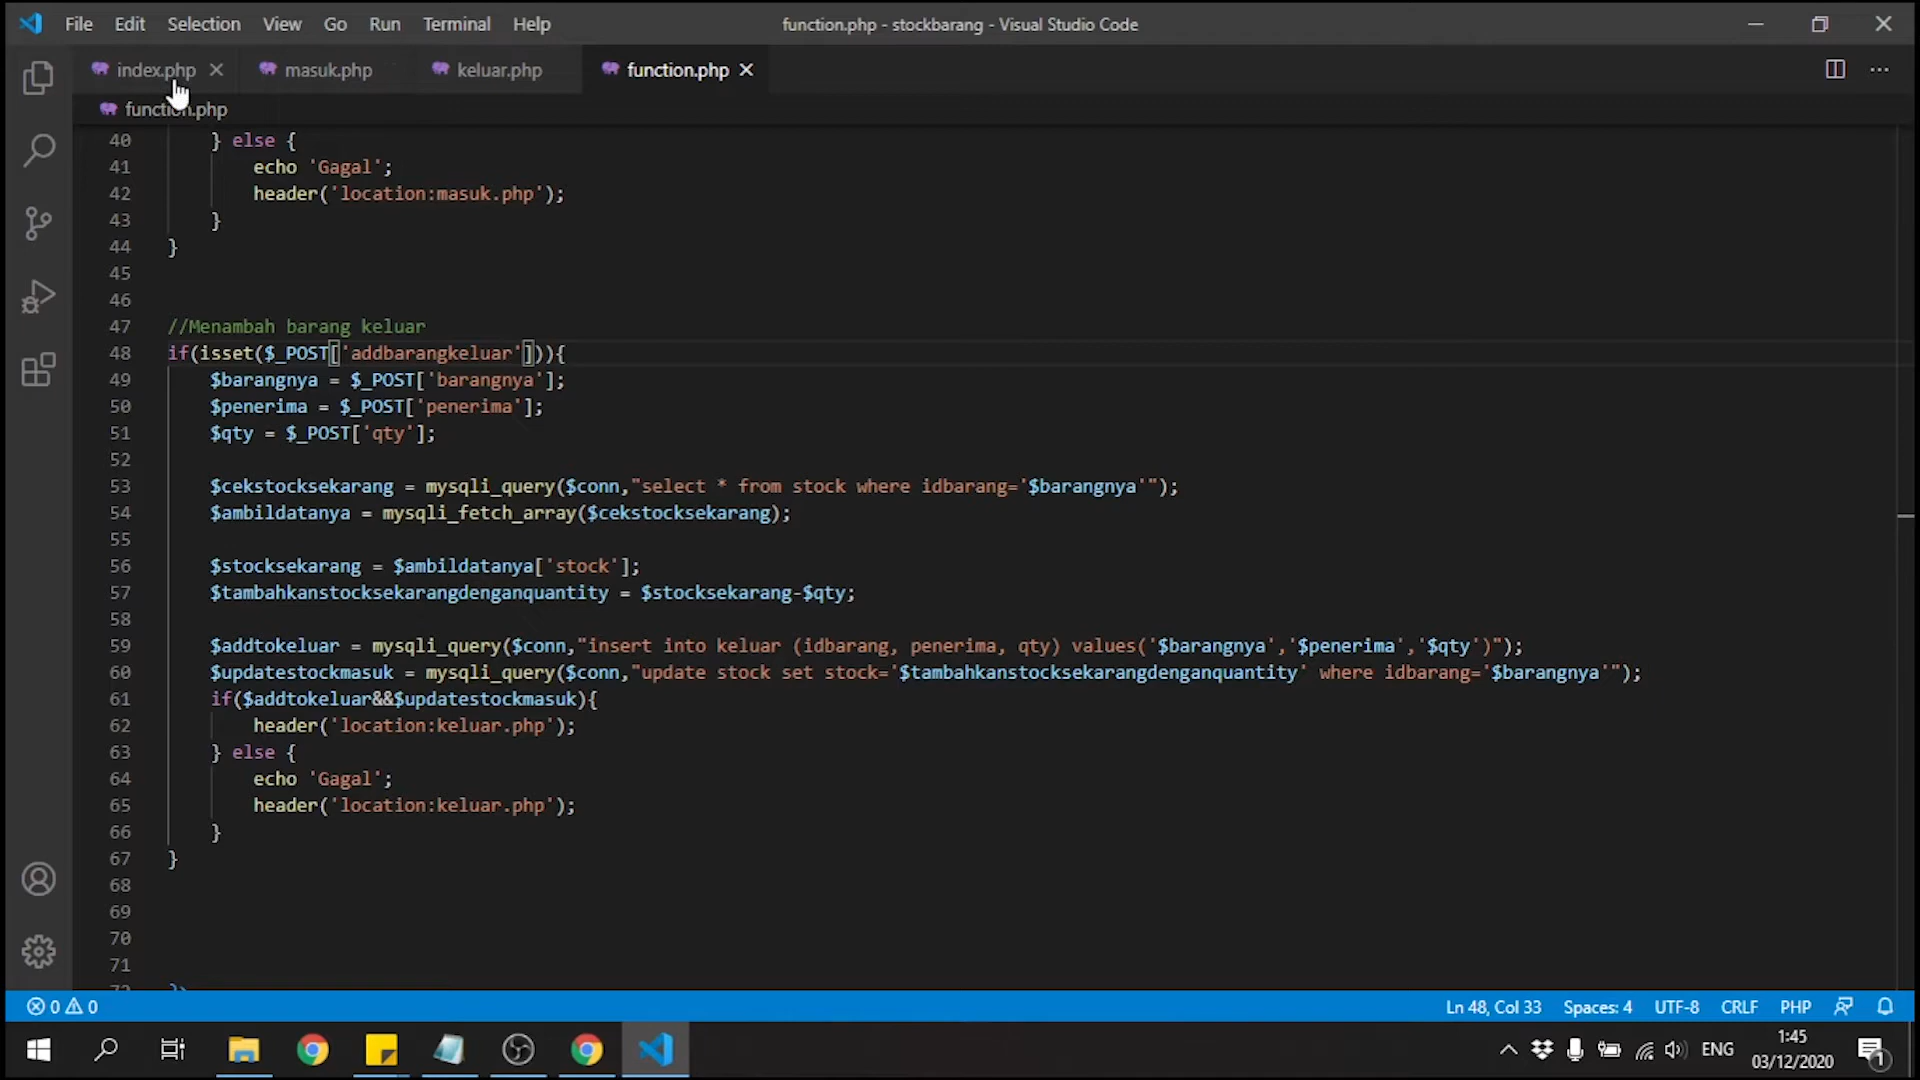 File Edit Selection View Go Run Terminal Help function.php - stockbarang - Visual Studio Code
index.php masuk.php keluar.php function.php
function.php
40 } else {
41 echo 'Gagal';
42 header('location:masuk.php');
43 }
44 }
45
46
47 //Menambah barang keluar
48 if(isset($_POST['addbarangkeluar'])){
49 $barangnya = $_POST['barangnya'];
50 $penerima = $_POST['penerima'];
51 $qty = $_POST['qty'];
52
53 $cekstocksekarang = mysqli_query($conn,"select * from stock where idbarang='$barangnya'");
54 $ambildatanya = mysqli_fetch_array($cekstocksekarang);
55
56 $stocksekarang = $ambildatanya['stock'];
57 $tambahkanstocksekarangdenganquantity = $stocksekarang-$qty;
58
59 $addtokeluar = mysqli_query($conn,"insert into keluar (idbarang, penerima, qty) values('$barangnya','$penerima','$qty')");
60 $updatestockmasuk = mysqli_query($conn,"update stock set stock='$tambahkanstocksekarangdenganquantity' where idbarang='$barangnya'");
61 if($addtokeluar&&$updatestockmasuk){
62 header('location:keluar.php');
63 } else {
64 echo 'Gagal';
65 header('location:keluar.php');
66 }
67 }
68
69
70
71
72 ?>
0 0 Ln 48, Col 33 Spaces: 4 UTF-8 CRLF PHP
ENG 1:45
03/12/2020 1